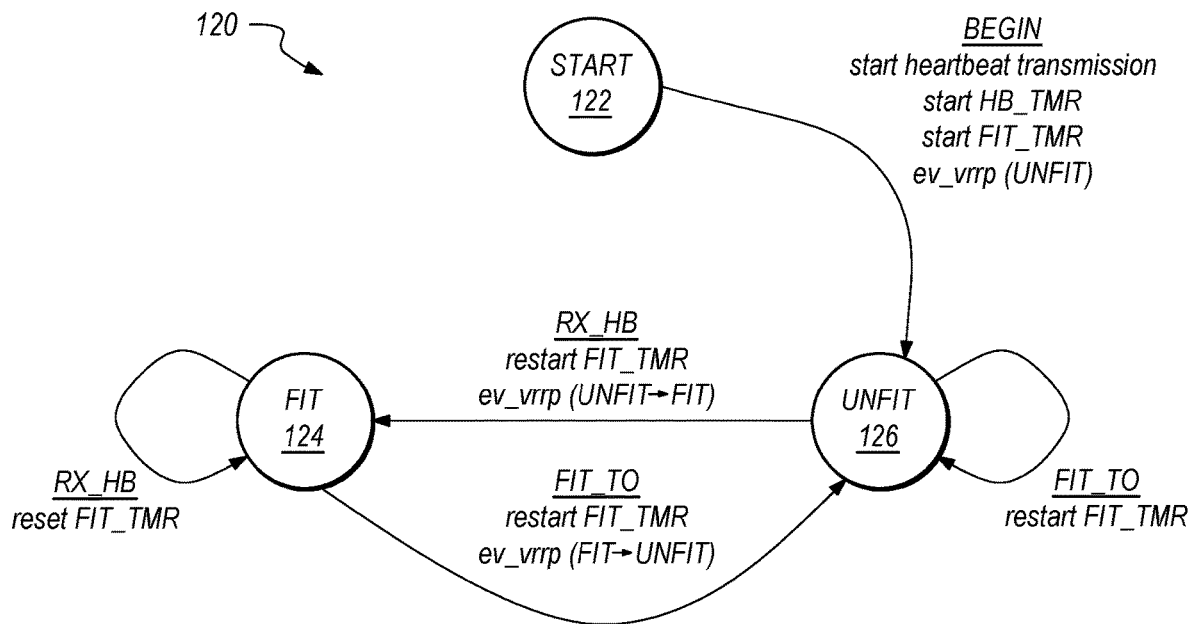 120
START
122
BEGIN
start heartbeat transmission
start HB_TMR
start FIT_TMR
ev_vrrp (UNFIT)
RX_HB
restart FIT_TMR
ev_vrrp (UNFIT→FIT)
FIT
124
UNFIT
126
RX_HB
reset FIT_TMR
FIT_TO
restart FIT_TMR
ev_vrrp (FIT→UNFIT)
FIT_TO
restart FIT_TMR